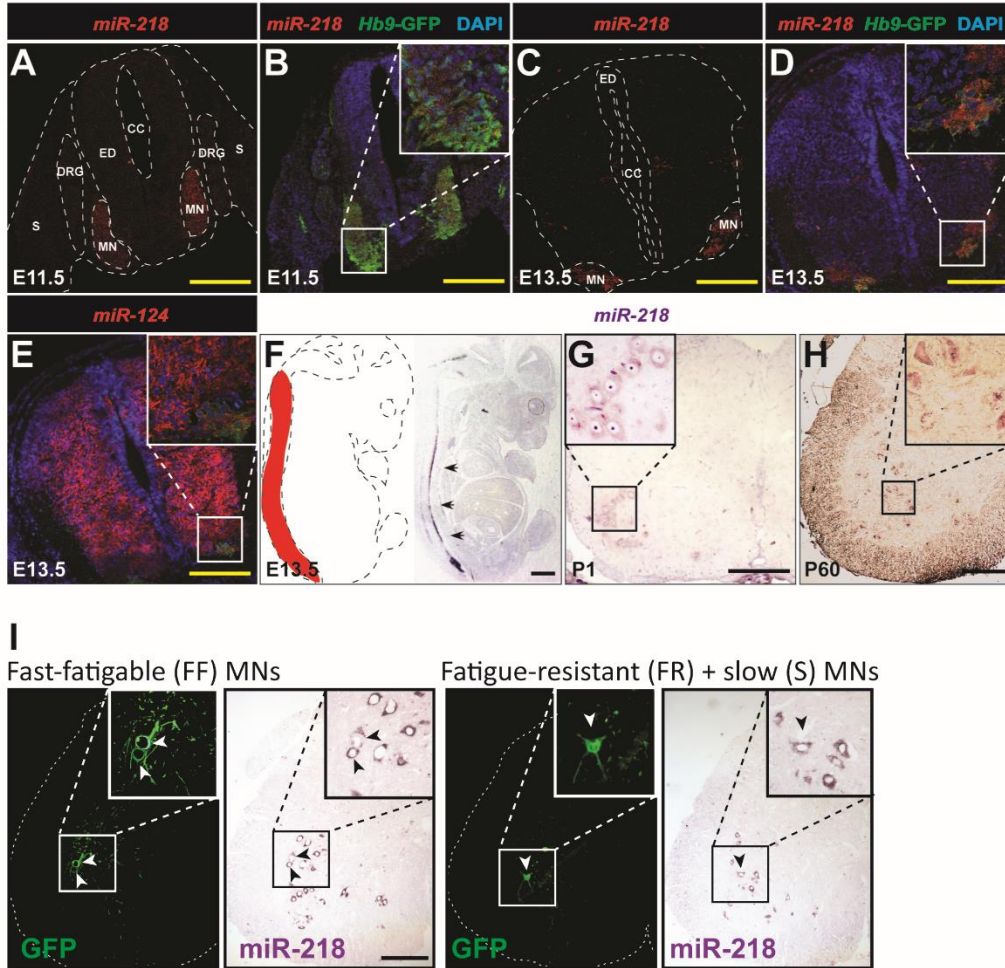 miR-218
miR-218 Hb9-GFP DAPI
miR-218
miR-218 Hb9-GFP DAPI
A
CC
DRG
ED
DRG
S
S
MN
MN
E11.5
B
E11.5
C
ED
CC
MN
MN
E13.5
D
E13.5
miR-124
miR-218
E
E13.5
F
E13.5
G
P1
H
P60
I
Fast-fatigable (FF) MNs
Fatigue-resistant (FR) + slow (S) MNs
GFP
miR-218
GFP
miR-218